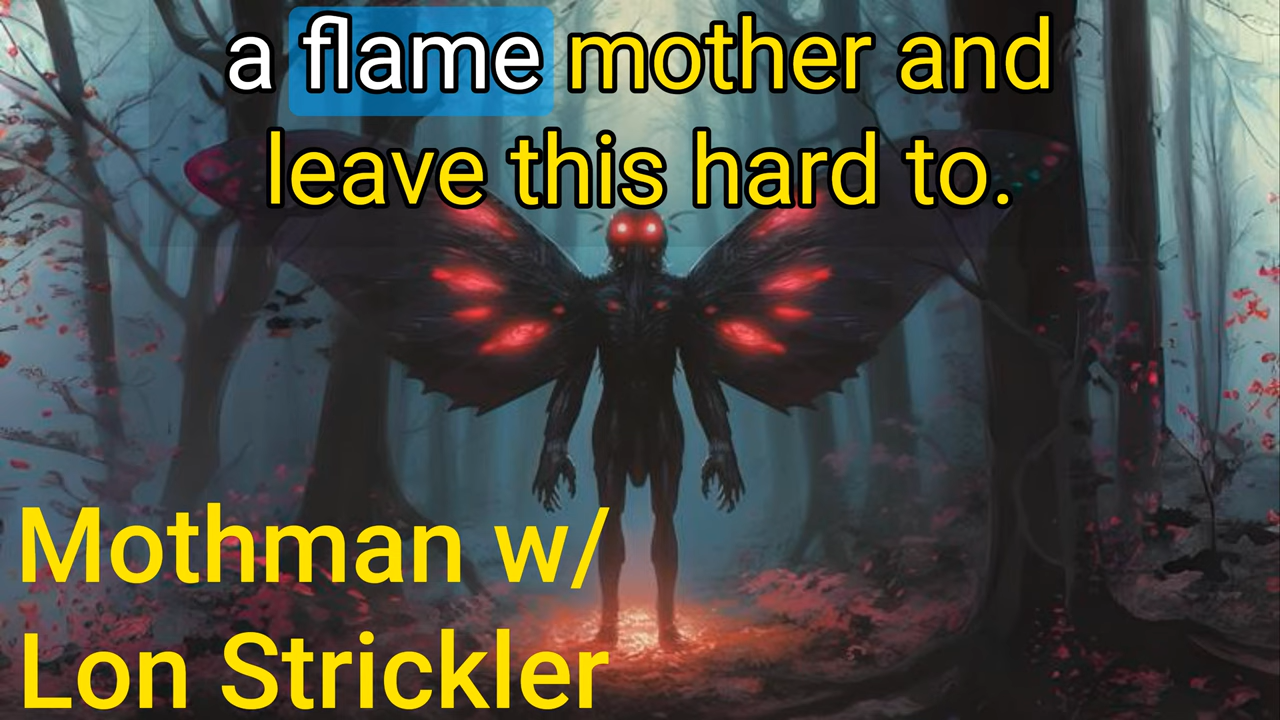 a flame mother and
leave this hard to.
Mothman w/
Lon Strickler